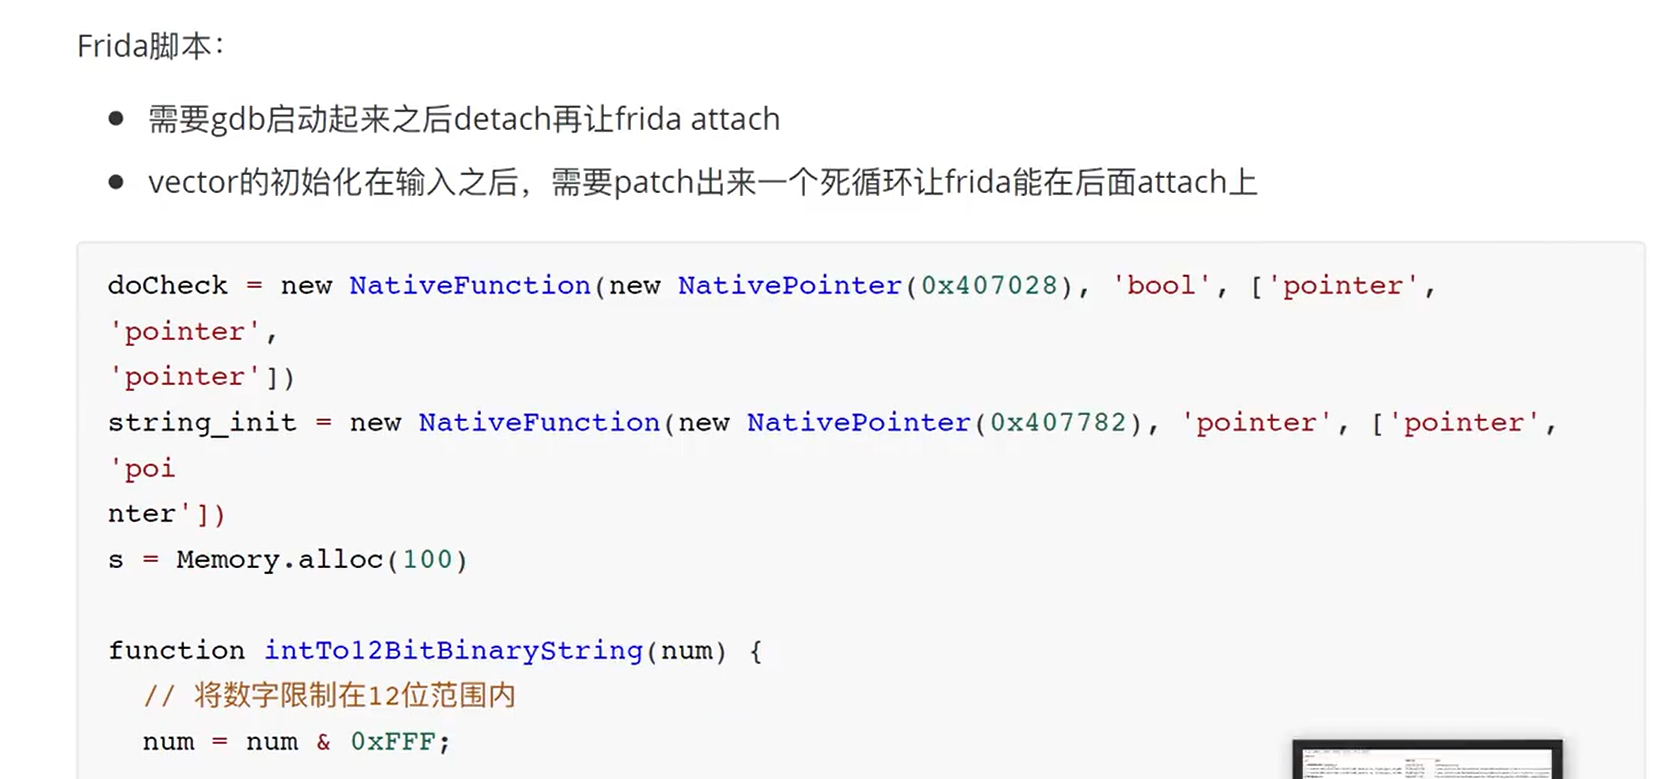 Frida脚本：
需要gdb启动起来之后detach再让frida attach
vector的初始化在输入之后，需要patch出来一个死循环让frida能在后面attach上
doCheck = new NativeFunction(new NativePointer(0x407028), 'bool', ['pointer',
'pointer',
'pointer'])
string_init = new NativeFunction(new NativePointer(0x407782), 'pointer', ['pointer',
'poi
nter'])
s = Memory.alloc(100)
function intTo12BitBinaryString(num) {
// 将数字限制在12位范围内
num = num & 0xFFF;